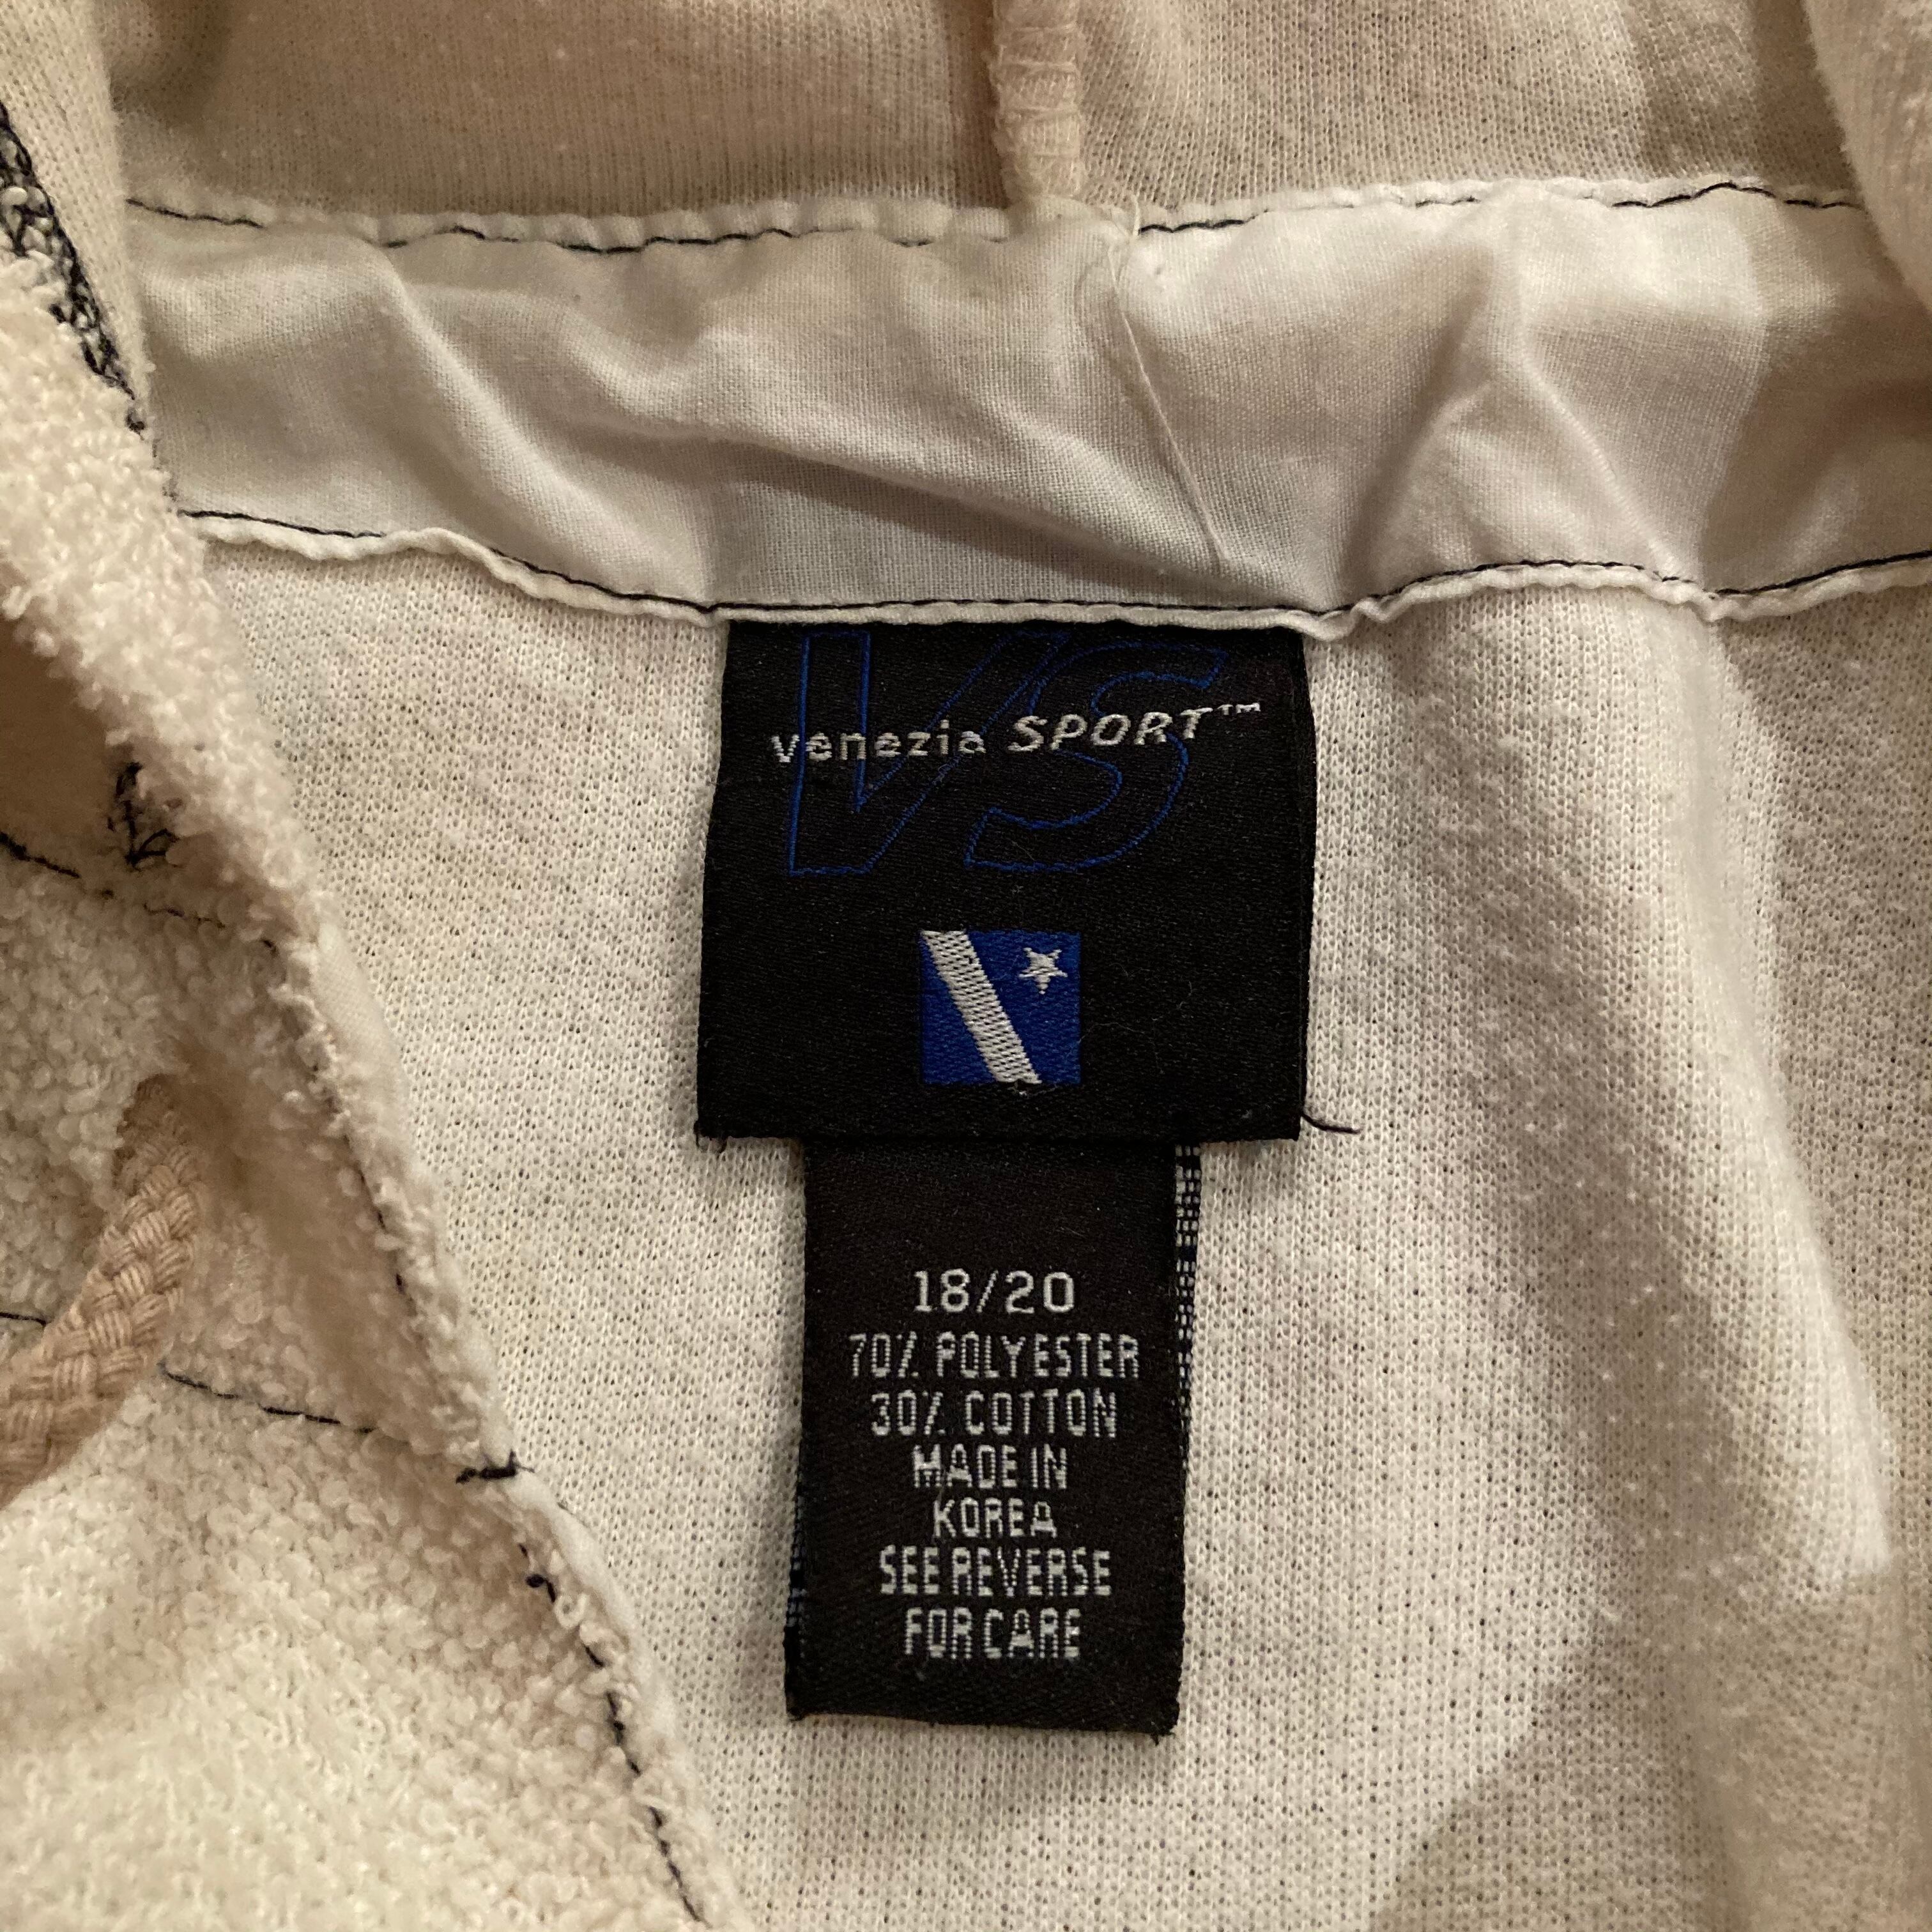 VS
venezia SPORT™
18/20
70% POLYESTER
30% COTTON
MADE IN
KOREA
SEE REVERSE
FOR CARE